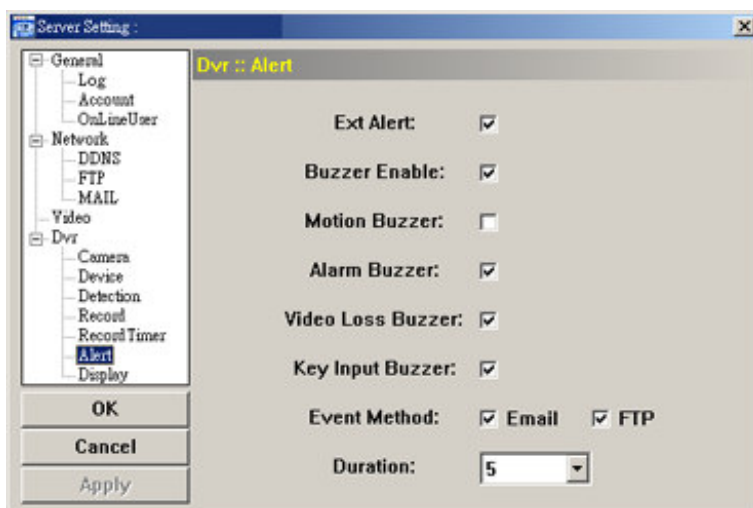 Server Setting :
General
Log
Account
OnLineUser
Network
DDNS
FTP
MAIL
Video
Dvr
Camera
Device
Detection
Record
RecordTimer
Alert
Display
OK
Cancel
Apply
Dvr :: Alert
Ext Alert:
Buzzer Enable:
Motion Buzzer:
Alarm Buzzer:
Video Loss Buzzer:
Key Input Buzzer:
Event Method: Email FTP
Duration: 5